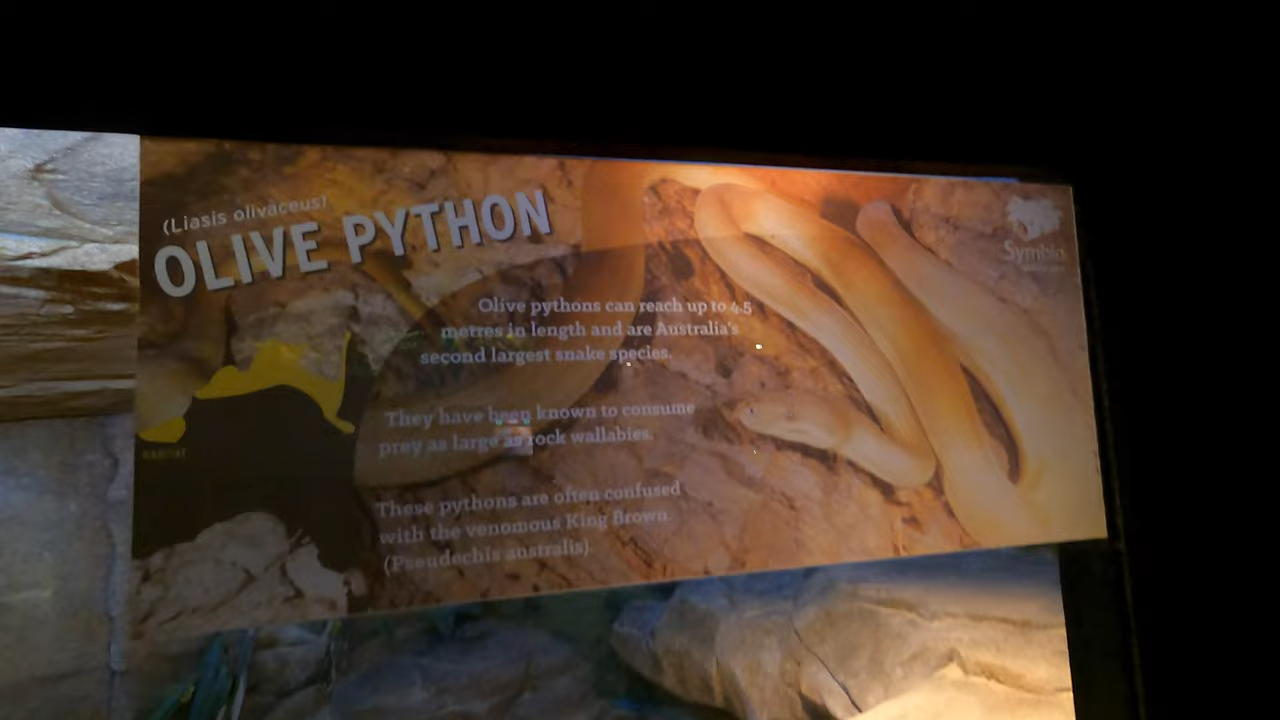 (Liasis olivaceus)
OLIVE PYTHON
Symbio
Olive pythons can reach up to 4.5
metres in length and are Australia's
second largest snake species.
They have been known to consume
prey as large as rock wallabies.
HABITAT
These pythons are often confused
with the venomous King Brown.
(Pseudechis australis).